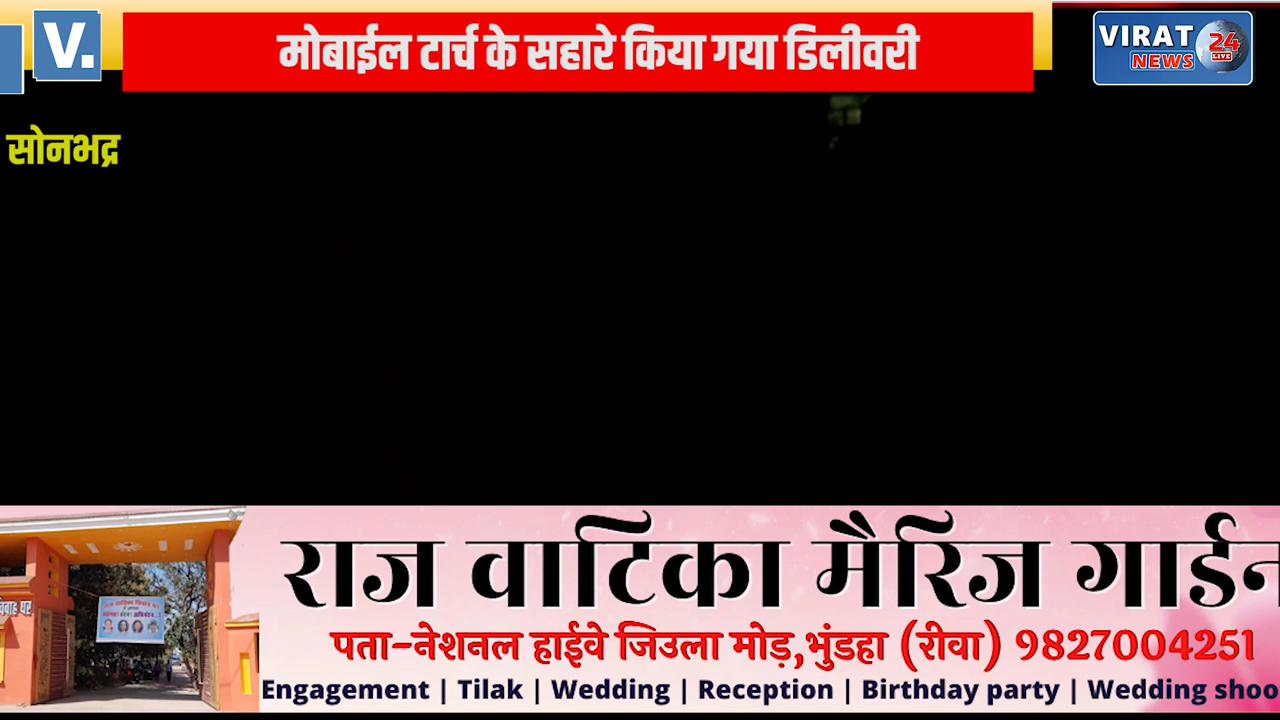 V.
मोबाईल टार्च के सहारे किया गया डिलीवरी
VIRAT
NEWS
24
LIVE
सोनभद्र
राज वाटिका मैरिज गार्डन
पता-नेशनल हाईवे जिउला मोड़,भुंडहा (रीवा) 9827004251
Engagement | Tilak | Wedding | Reception | Birthday party | Wedding shoo